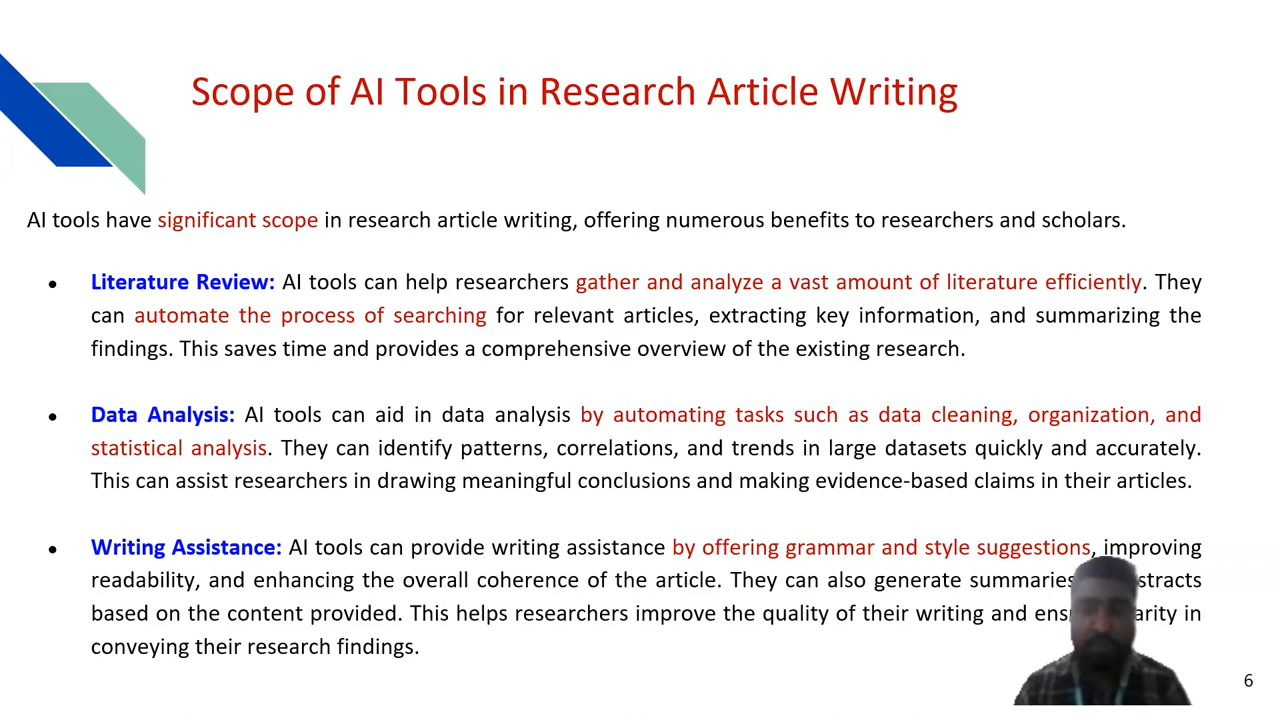 Scope of AI Tools in Research Article Writing
AI tools have significant scope in research article writing, offering numerous benefits to researchers and scholars.
• Literature Review: AI tools can help researchers gather and analyze a vast amount of literature efficiently. They
can automate the process of searching for relevant articles, extracting key information, and summarizing the
findings. This saves time and provides a comprehensive overview of the existing research.
• Data Analysis: AI tools can aid in data analysis by automating tasks such as data cleaning, organization, and
statistical analysis. They can identify patterns, correlations, and trends in large datasets quickly and accurately.
This can assist researchers in drawing meaningful conclusions and making evidence-based claims in their articles.
• Writing Assistance: AI tools can provide writing assistance by offering grammar and style suggestions, improving
readability, and enhancing the overall coherence of the article. They can also generate summaries
based on the content provided. This helps researchers improve the quality of their writing and in
conveying their research findings.
6